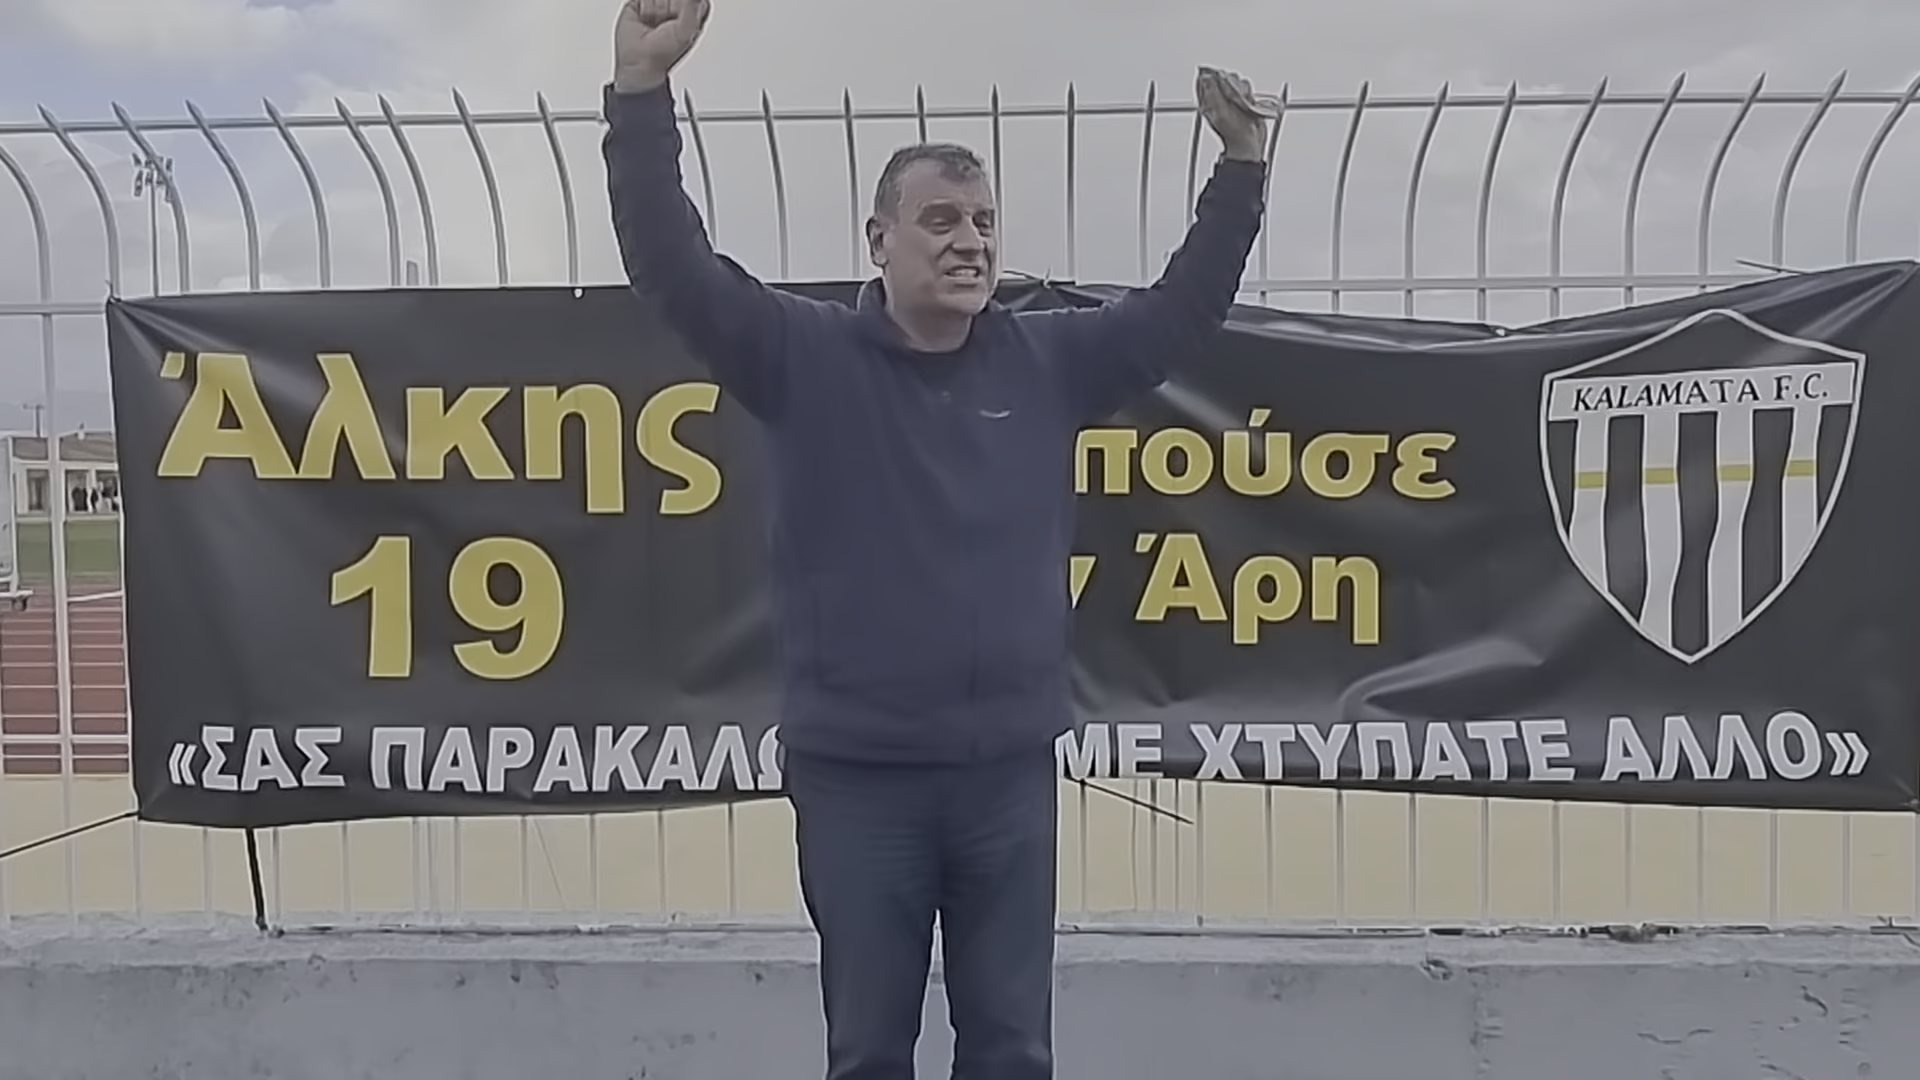 Άλκης πούσε
19 Άρη
«ΣΑΣ ΠΑΡΑΚΑΛΩ ΜΕ ΧΤΥΠΑΤΕ ΑΛΛΟ»
KALAMATA F.C.